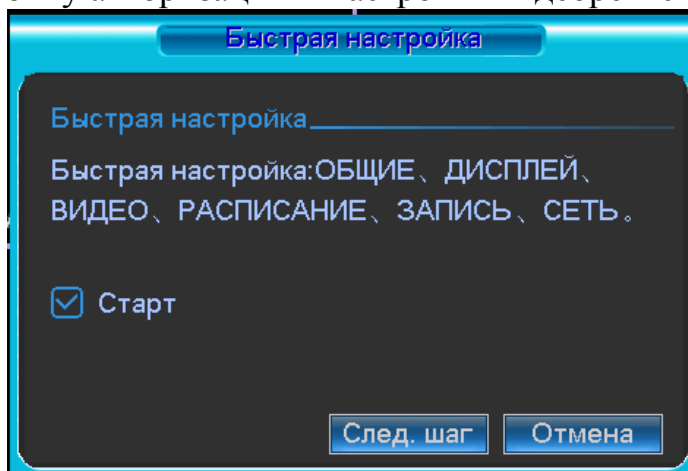 Быстрая настройка
Быстрая настройка
Быстрая настройка:ОБЩИЕ、ДИСПЛЕЙ、
ВИДЕО、РАСПИСАНИЕ、ЗАПИСЬ、СЕТЬ。
Старт
След. шаг Отмена